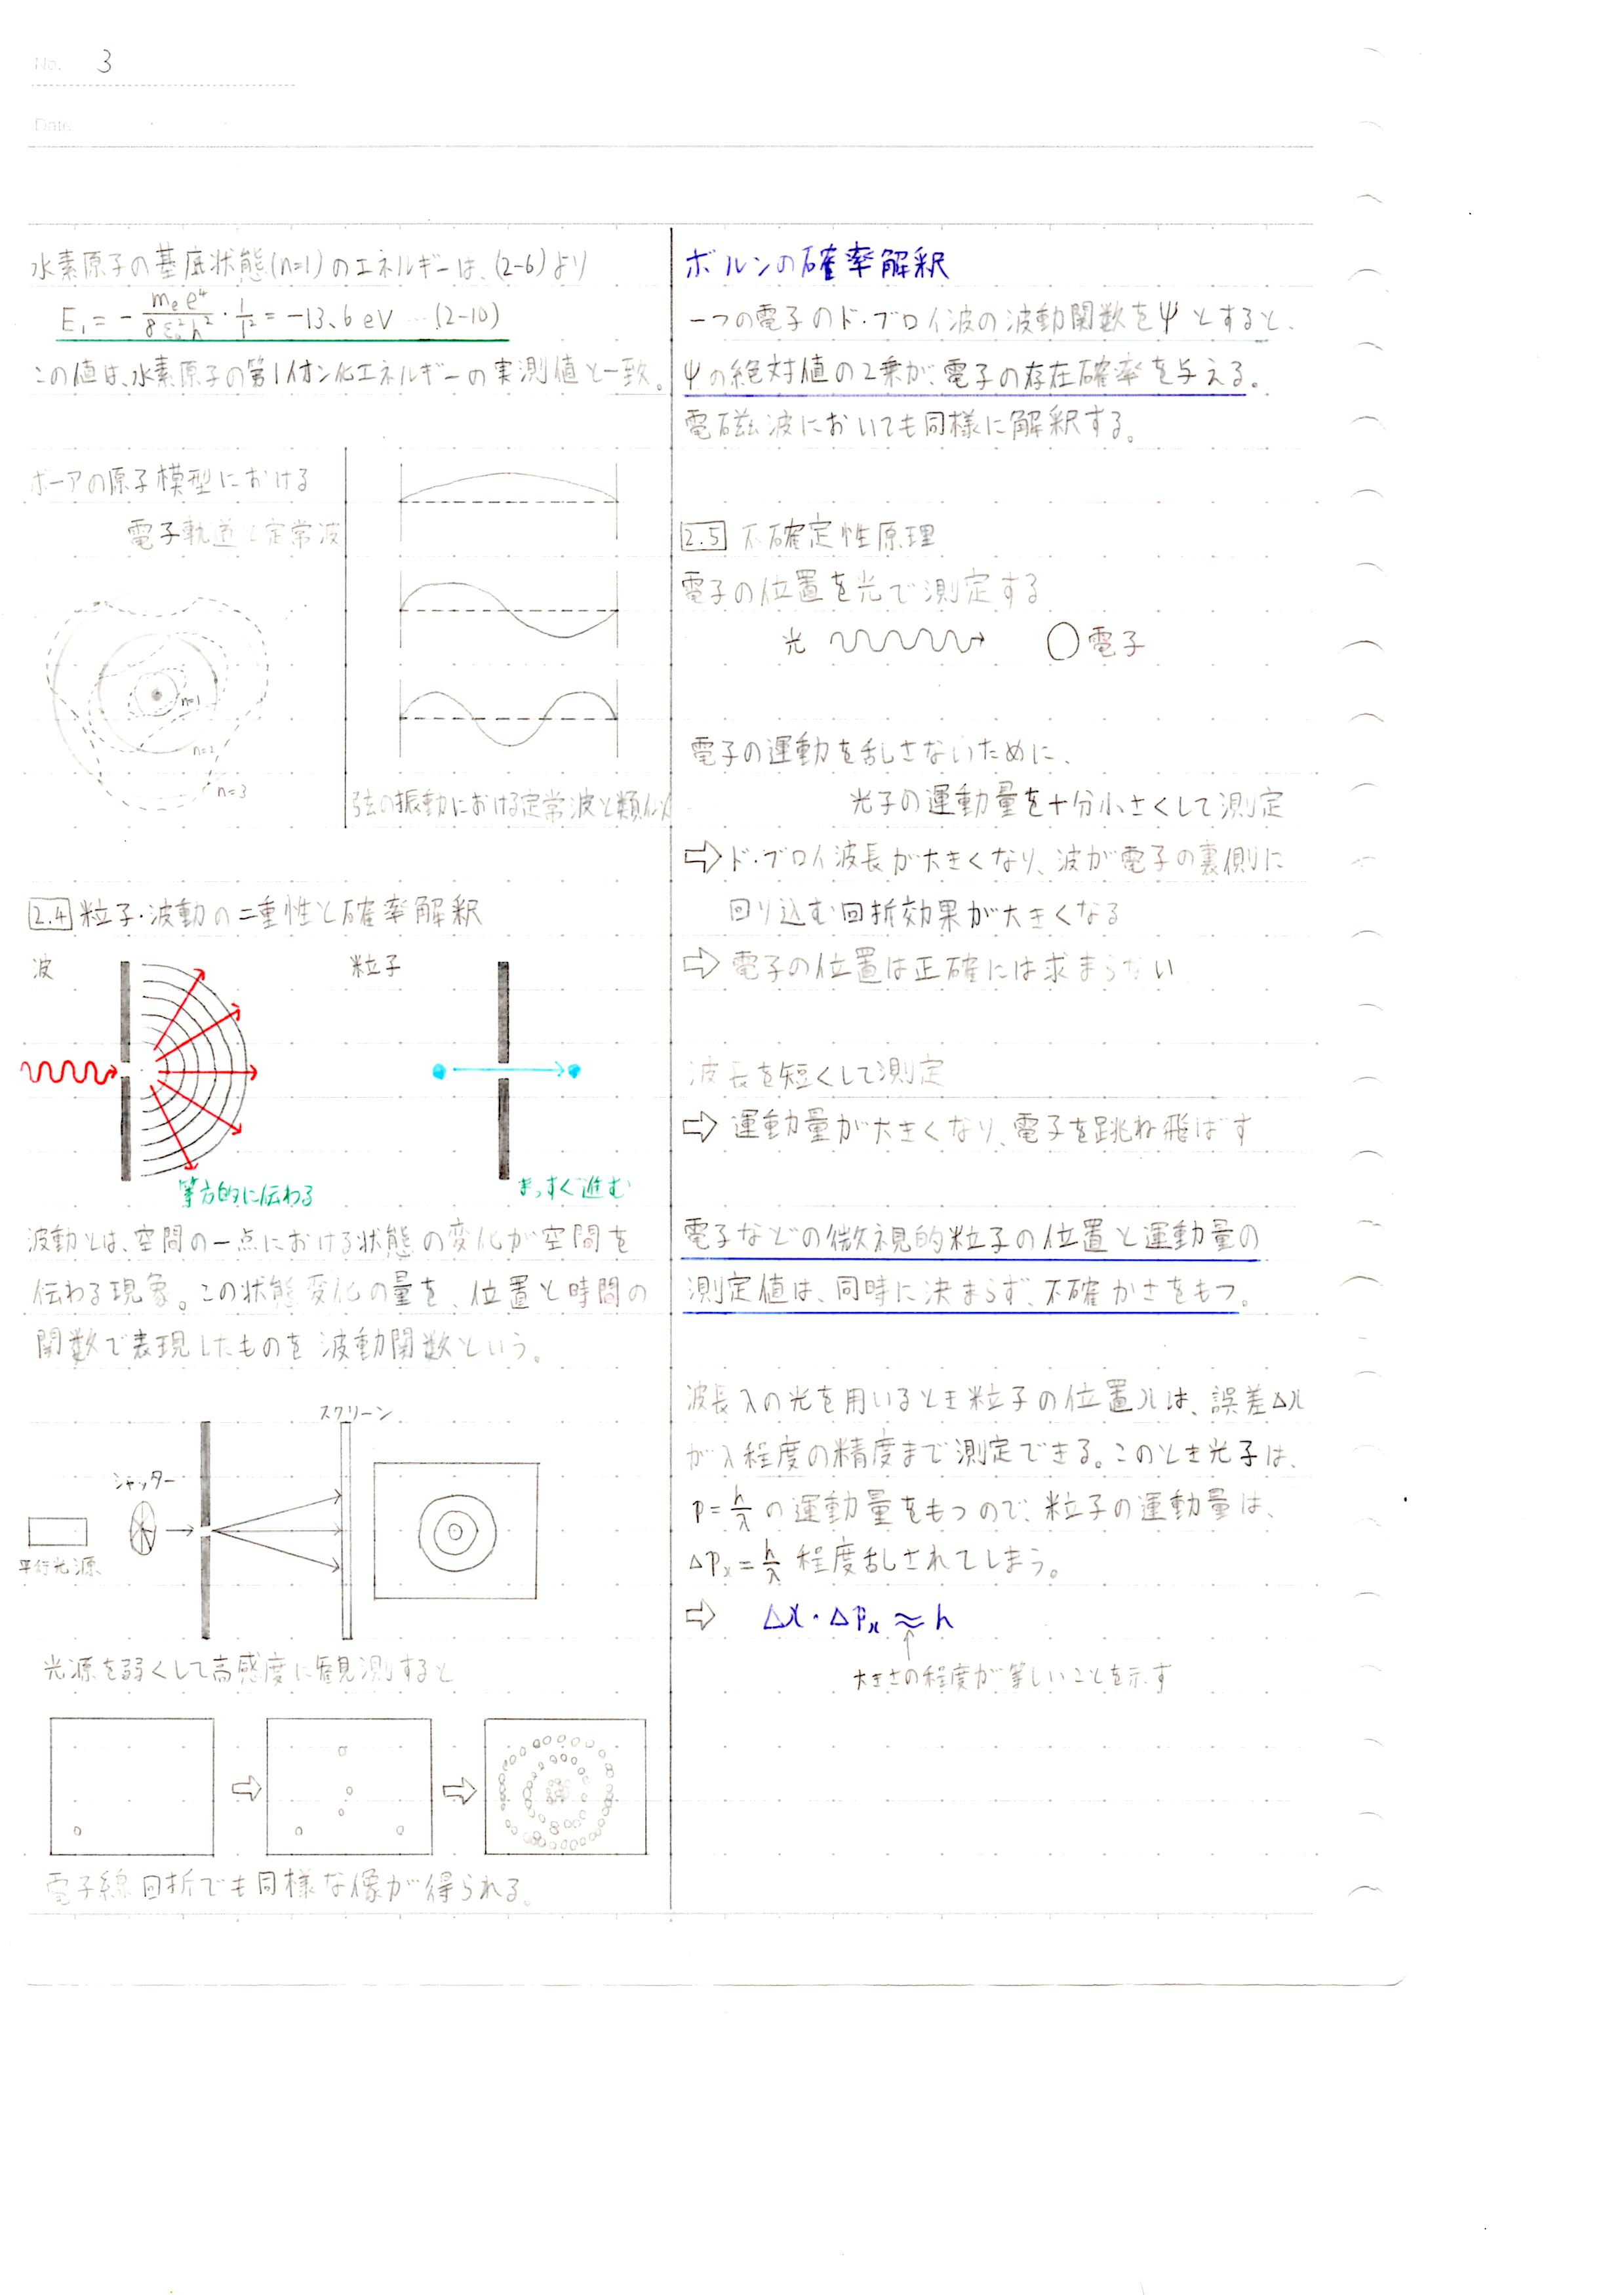 No. 3
Date
水素原子の基底状態(n=1)のエネルギーは、(2-6)より
E₁ = - mₑe⁴/8ε₀²h² · 1/1² = -13.6 eV … (2-10)
この値は、水素原子の第1イオン化エネルギーの実測値と一致。
ボーアの原子模型における
電子軌道と定常波
n=1
n=2
n=3
弦の振動における定常波と類似
2.4 粒子・波動の二重性と確率解釈
波
粒子
等方的に伝わる
まっすぐ進む
波動とは、空間の一点における状態の変化が空間を
伝わる現象。この状態変化の量を、位置と時間の
関数で表現したものを波動関数という。
スクリーン
シャッター
平行光源
光源を弱くして高感度に観測すると
電子線回折でも同様な像が得られる。
ボルンの確率解釈
一つの電子のド・ブロイ波の波動関数をψとすると、
ψの絶対値の2乗が、電子の存在確率を与える。
電磁波においても同様に解釈する。
2.5 不確定性原理
電子の位置を光で測定する
光 電子
電子の運動を乱さないために、
光子の運動量を十分小さくして測定
⇨ド・ブロイ波長が大きくなり、波が電子の裏側に
回り込む回折効果が大きくなる
⇨電子の位置は正確には求まらない
波長を短くして測定
⇨運動量が大きくなり、電子を跳ね飛ばす
電子などの微視的粒子の位置と運動量の
測定値は、同時に決まらず、不確かさをもつ。
波長λの光を用いるとき粒子の位置xは、誤差Δx
がλ程度の精度まで測定できる。このとき光子は、
p=h/λの運動量をもつので、粒子の運動量は、
Δpₓ=h/λ程度乱されてしまう。
⇨ Δx・Δpₓ≈h
↑
大きさの程度が等しいことを示す